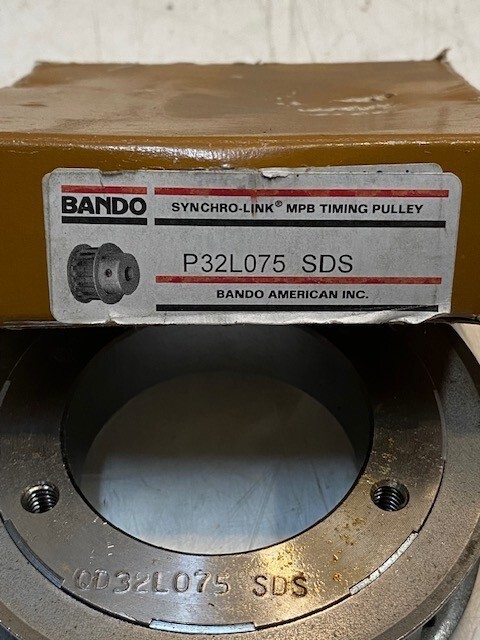 BANDO
SYNCHRO-LINK® MPB TIMING PULLEY
P32L075 SDS
BANDO AMERICAN INC.
QD32L075 SDS